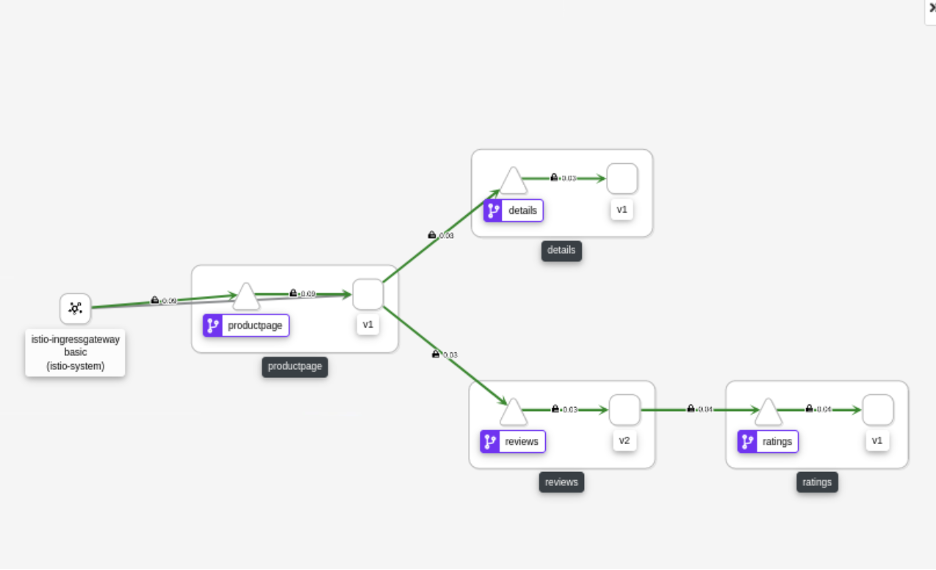 0.03
details
v1
0.03
details
0.09
0.09
istio-ingressgateway
basic
(istio-system)
productpage
v1
productpage
0.03
0.03
0.04
0.04
reviews
v2
ratings
v1
reviews
ratings